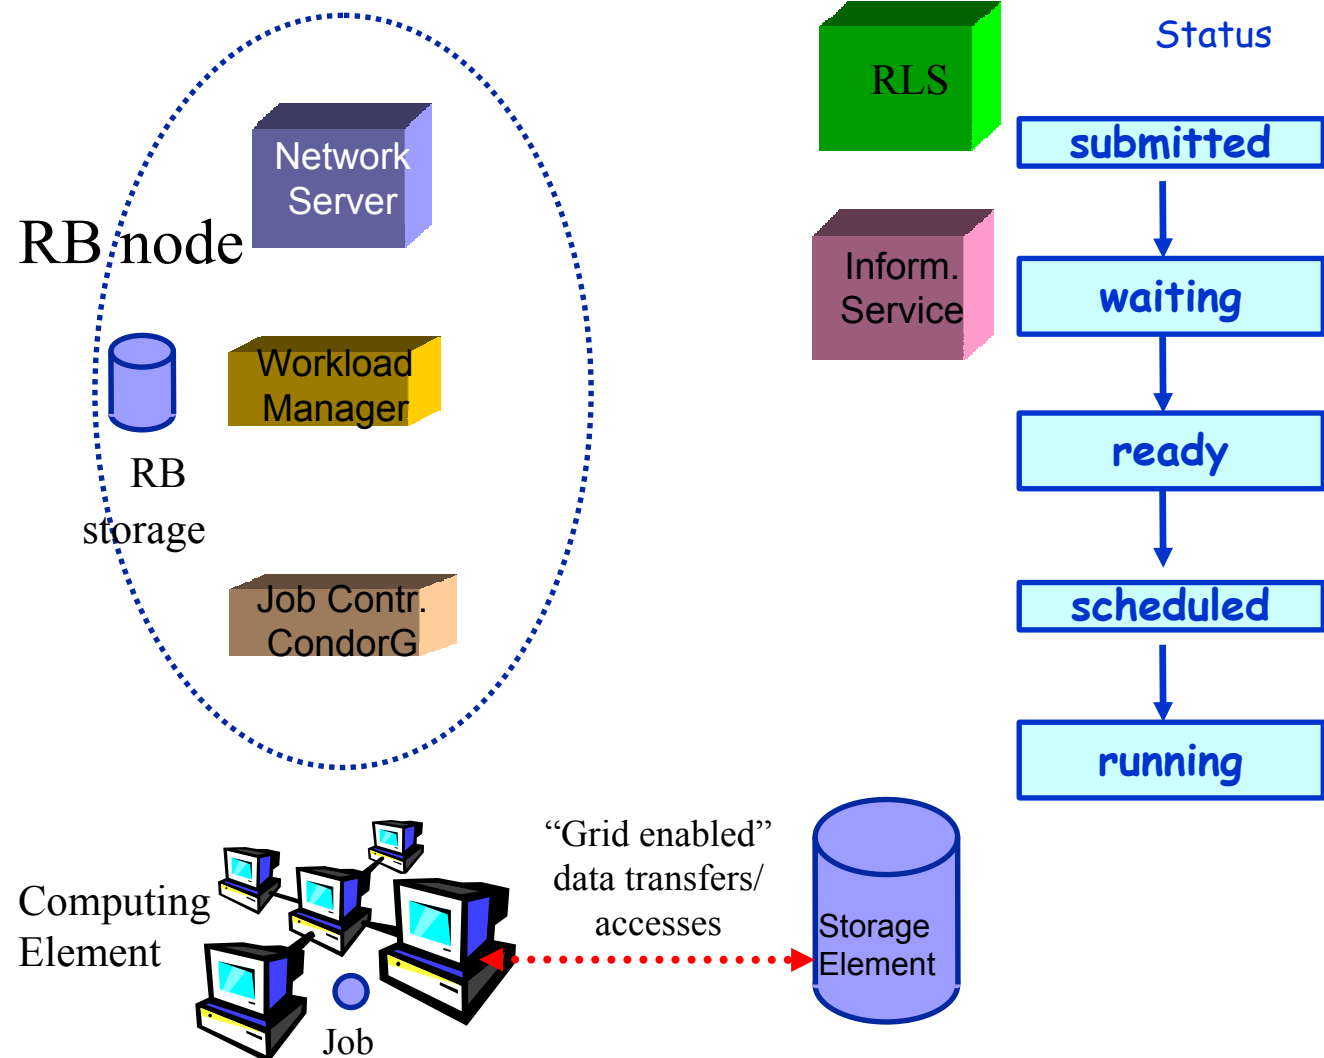 Status
RLS
submitted
Network
Server
RB node
Inform.
Service
waiting
Workload
Manager
ready
RB
storage
Job Contr.
CondorG
scheduled
running
“Grid enabled”
data transfers/
accesses
Computing
Element
Storage
Element
Job